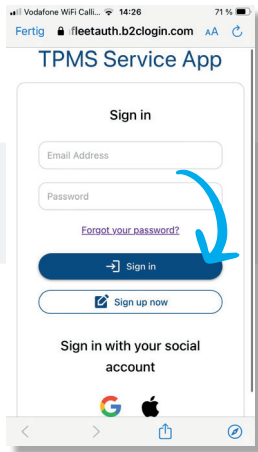 Vodafone WiFi Calli... 14:26 71 %
Fertig fleetauth.b2clogin.com AA
TPMS Service App
Sign in
Email Address
Password
Forgot your password?
Sign in
Sign up now
Sign in with your social
account